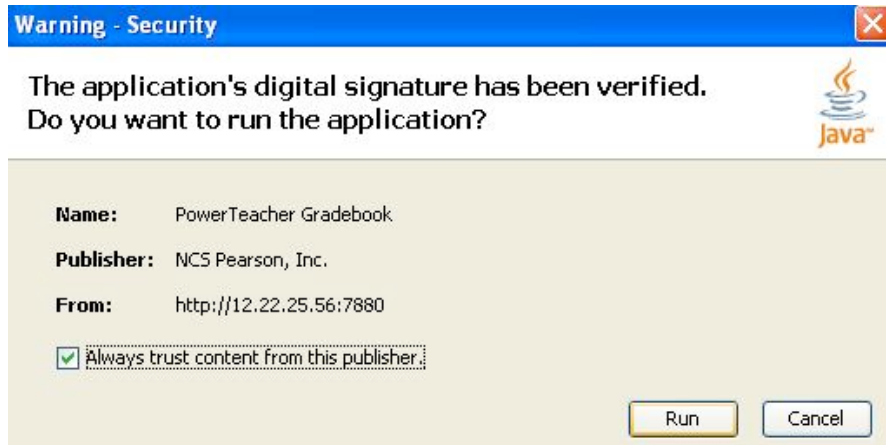 Warning - Security
The application's digital signature has been verified.
Do you want to run the application?
Java™
Name: PowerTeacher Gradebook
Publisher: NCS Pearson, Inc.
From: http://12.22.25.56:7880
Always trust content from this publisher.
Run Cancel